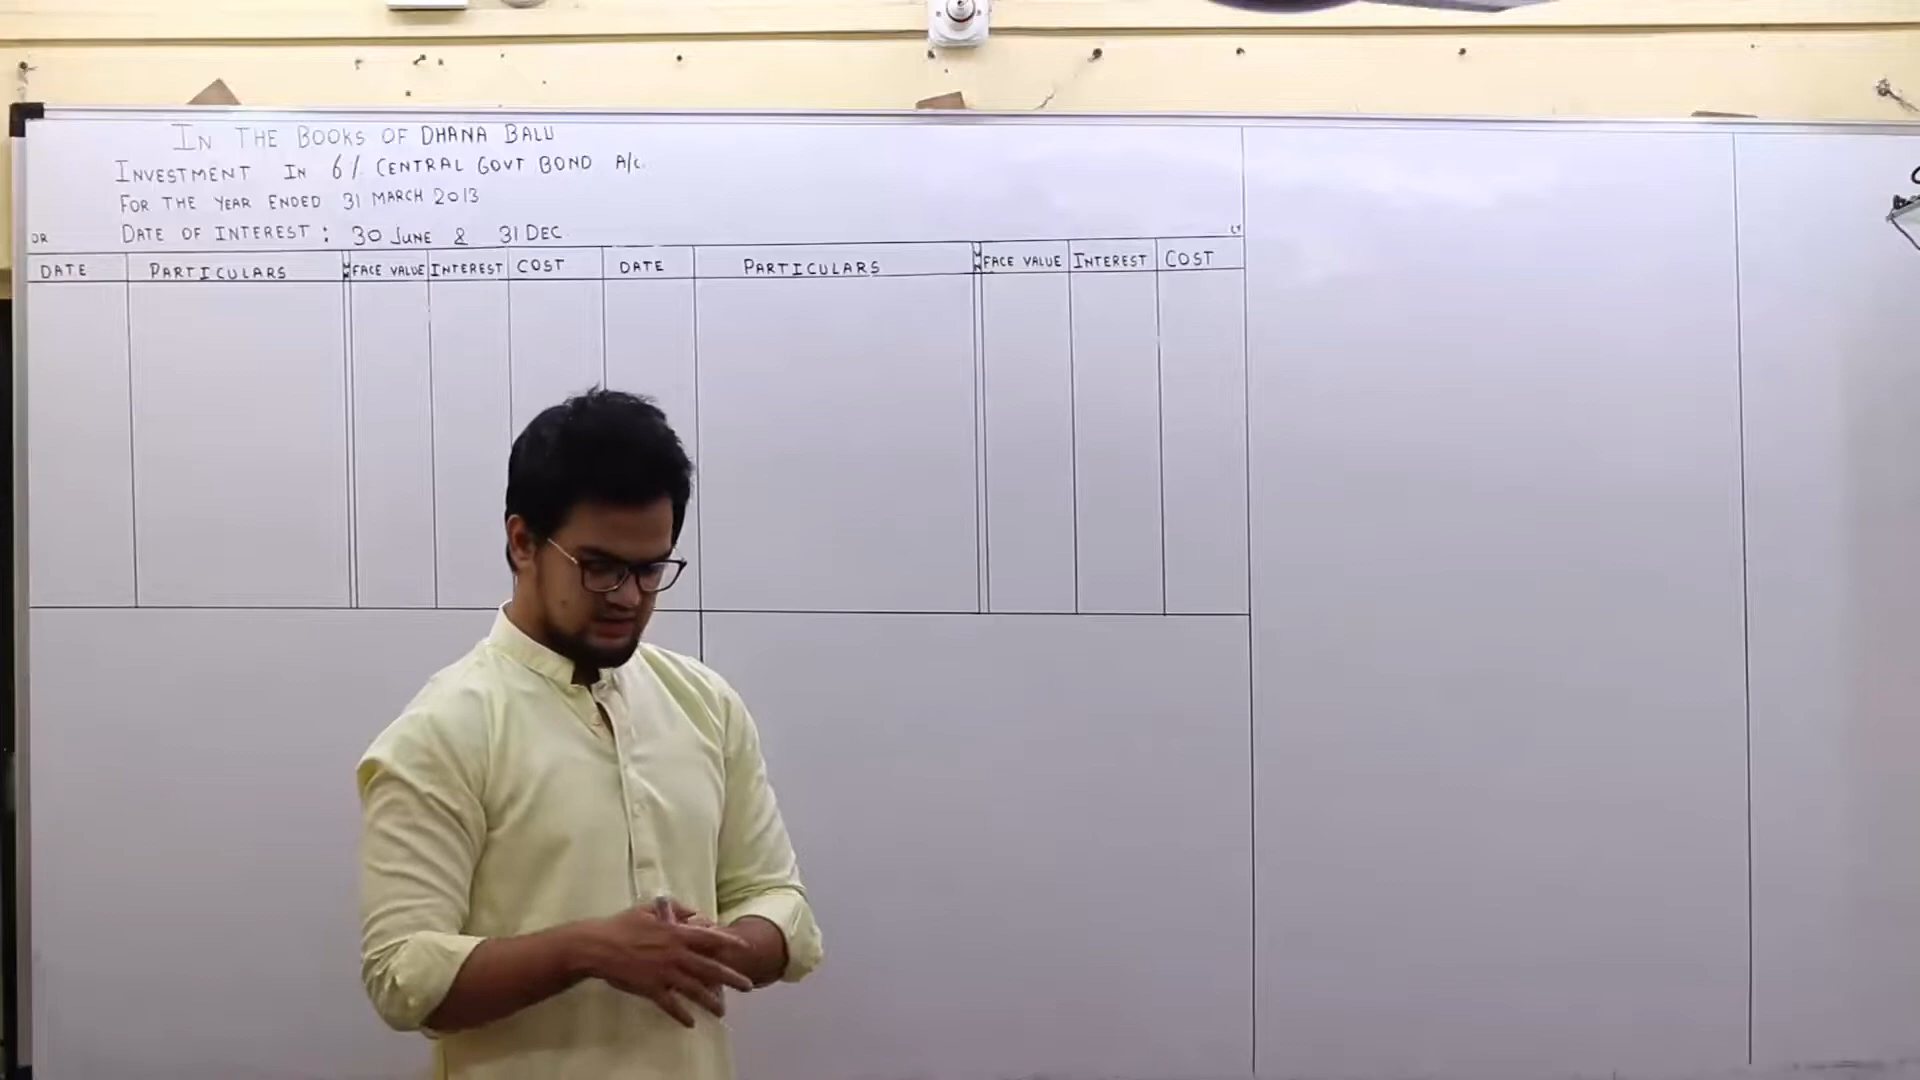 IN THE BOOKS OF DHANA BALU
INVESTMENT IN 6% CENTRAL GOVT BOND A/C
FOR THE YEAR ENDED 31 MARCH 2013
DR DATE OF INTEREST: 30 JUNE & 31 DEC
DATE PARTICULARS FACE VALUE INTEREST COST DATE PARTICULARS FACE VALUE INTEREST COST